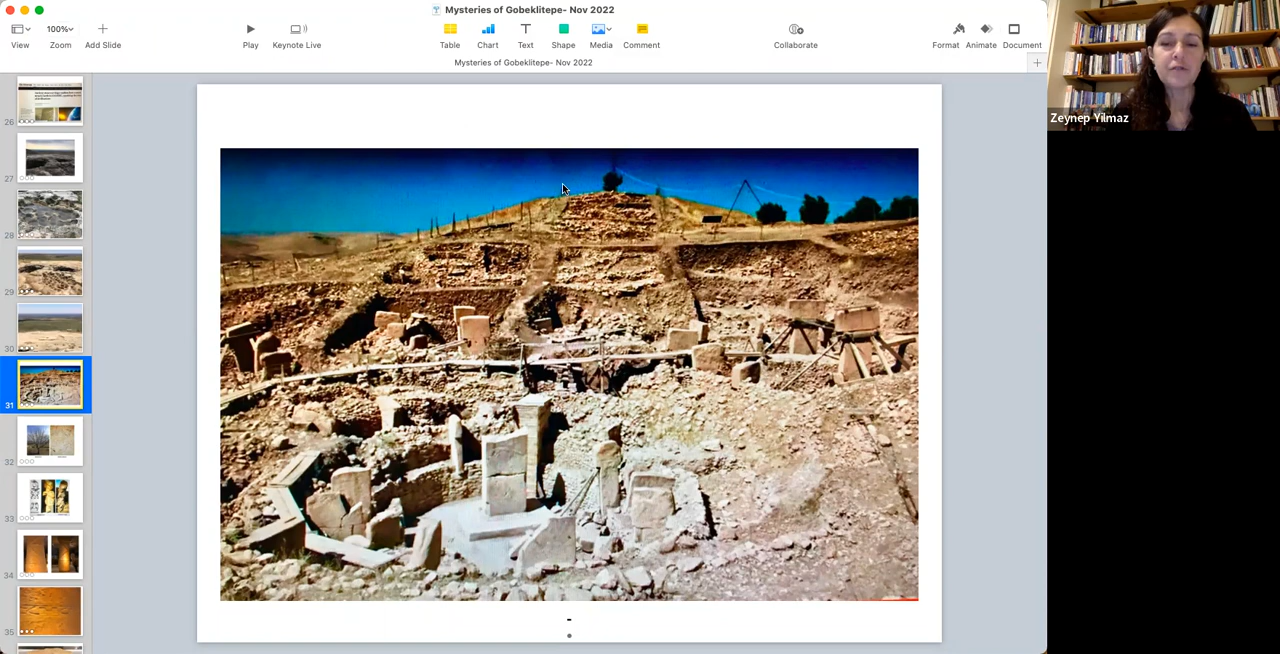 Mysteries of Gobeklitepe- Nov 2022
100%
View
Zoom
Add Slide
Play
Keynote Live
Table
Chart
Text
Shape
Media
Comment
Collaborate
Format
Animate
Document
Mysteries of Gobeklitepe- Nov 2022
26
27
28
29
30
31
32
33
34
35
Zeynep Yilmaz